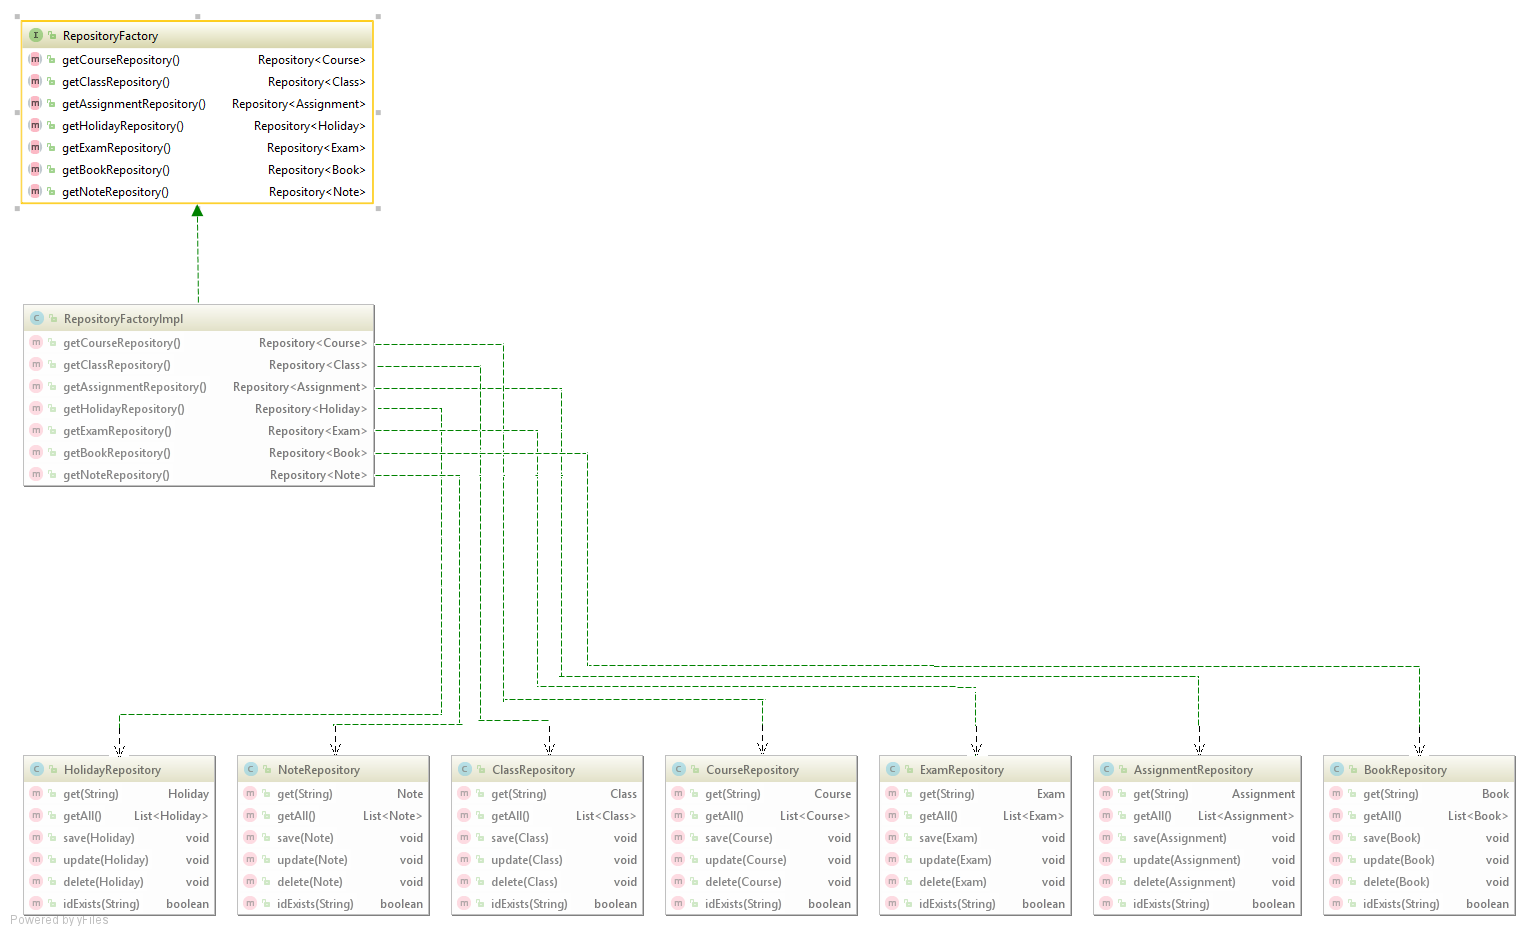 RepositoryFactory
getCourseRepository() Repository<Course>
getClassRepository() Repository<Class>
getAssignmentRepository() Repository<Assignment>
getHolidayRepository() Repository<Holiday>
getExamRepository() Repository<Exam>
getBookRepository() Repository<Book>
getNoteRepository() Repository<Note>
RepositoryFactoryImpl
getCourseRepository() Repository<Course>
getClassRepository() Repository<Class>
getAssignmentRepository() Repository<Assignment>
getHolidayRepository() Repository<Holiday>
getExamRepository() Repository<Exam>
getBookRepository() Repository<Book>
getNoteRepository() Repository<Note>
HolidayRepository
get(String) Holiday
getAll() List<Holiday>
save(Holiday) void
update(Holiday) void
delete(Holiday) void
idExists(String) boolean
NoteRepository
get(String) Note
getAll() List<Note>
save(Note) void
update(Note) void
delete(Note) void
idExists(String) boolean
ClassRepository
get(String) Class
getAll() List<Class>
save(Class) void
update(Class) void
delete(Class) void
idExists(String) boolean
CourseRepository
get(String) Course
getAll() List<Course>
save(Course) void
update(Course) void
delete(Course) void
idExists(String) boolean
ExamRepository
get(String) Exam
getAll() List<Exam>
save(Exam) void
update(Exam) void
delete(Exam) void
idExists(String) boolean
AssignmentRepository
get(String) Assignment
getAll() List<Assignment>
save(Assignment) void
update(Assignment) void
delete(Assignment) void
idExists(String) boolean
BookRepository
get(String) Book
getAll() List<Book>
save(Book) void
update(Book) void
delete(Book) void
idExists(String) boolean
Powered by yFiles